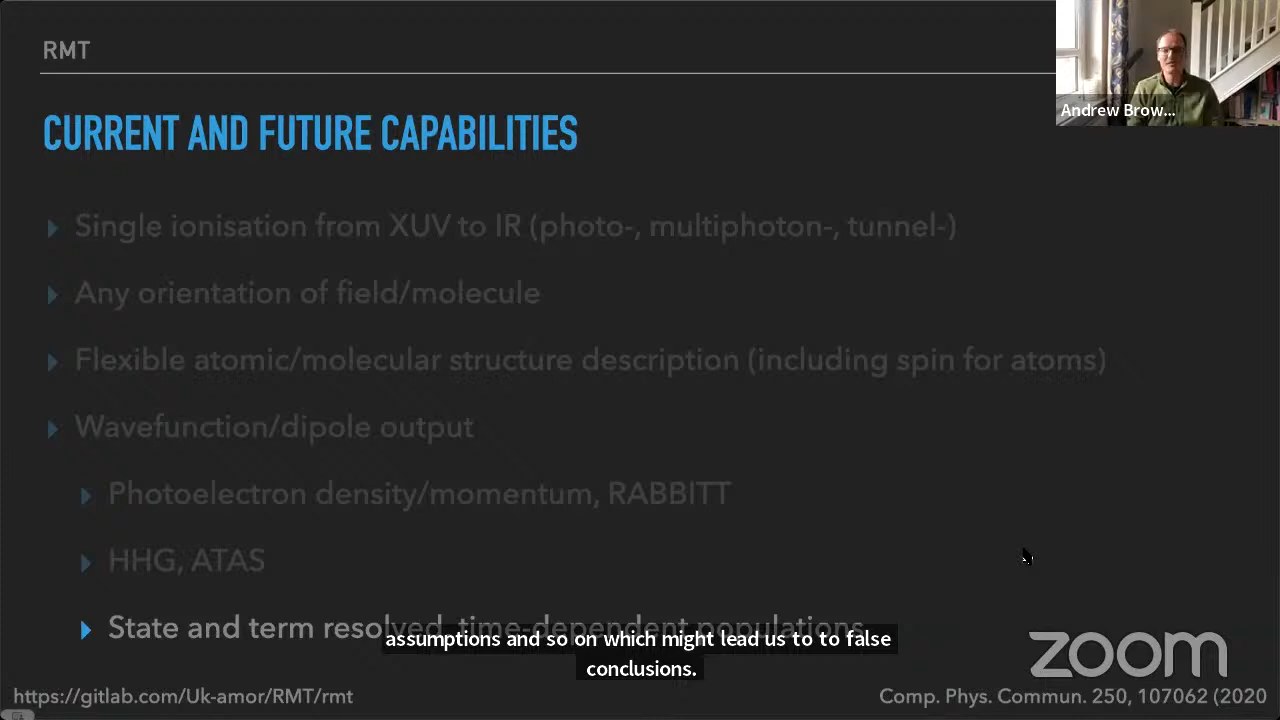 RMT
Andrew Brow...
CURRENT AND FUTURE CAPABILITIES
Single ionisation from XUV to IR (photo-, multiphoton-, tunnel-)
Any orientation of field/molecule
Flexible atomic/molecular structure description (including spin for atoms)
Wavefunction/dipole output
Photoelectron density/momentum, RABBITT
HHG, ATAS
State and term resolved, time-dependent populations
assumptions and so on which might lead us to to false
conclusions.
zoom
https://gitlab.com/Uk-amor/RMT/rmt
Comp. Phys. Commun. 250, 107062 (2020